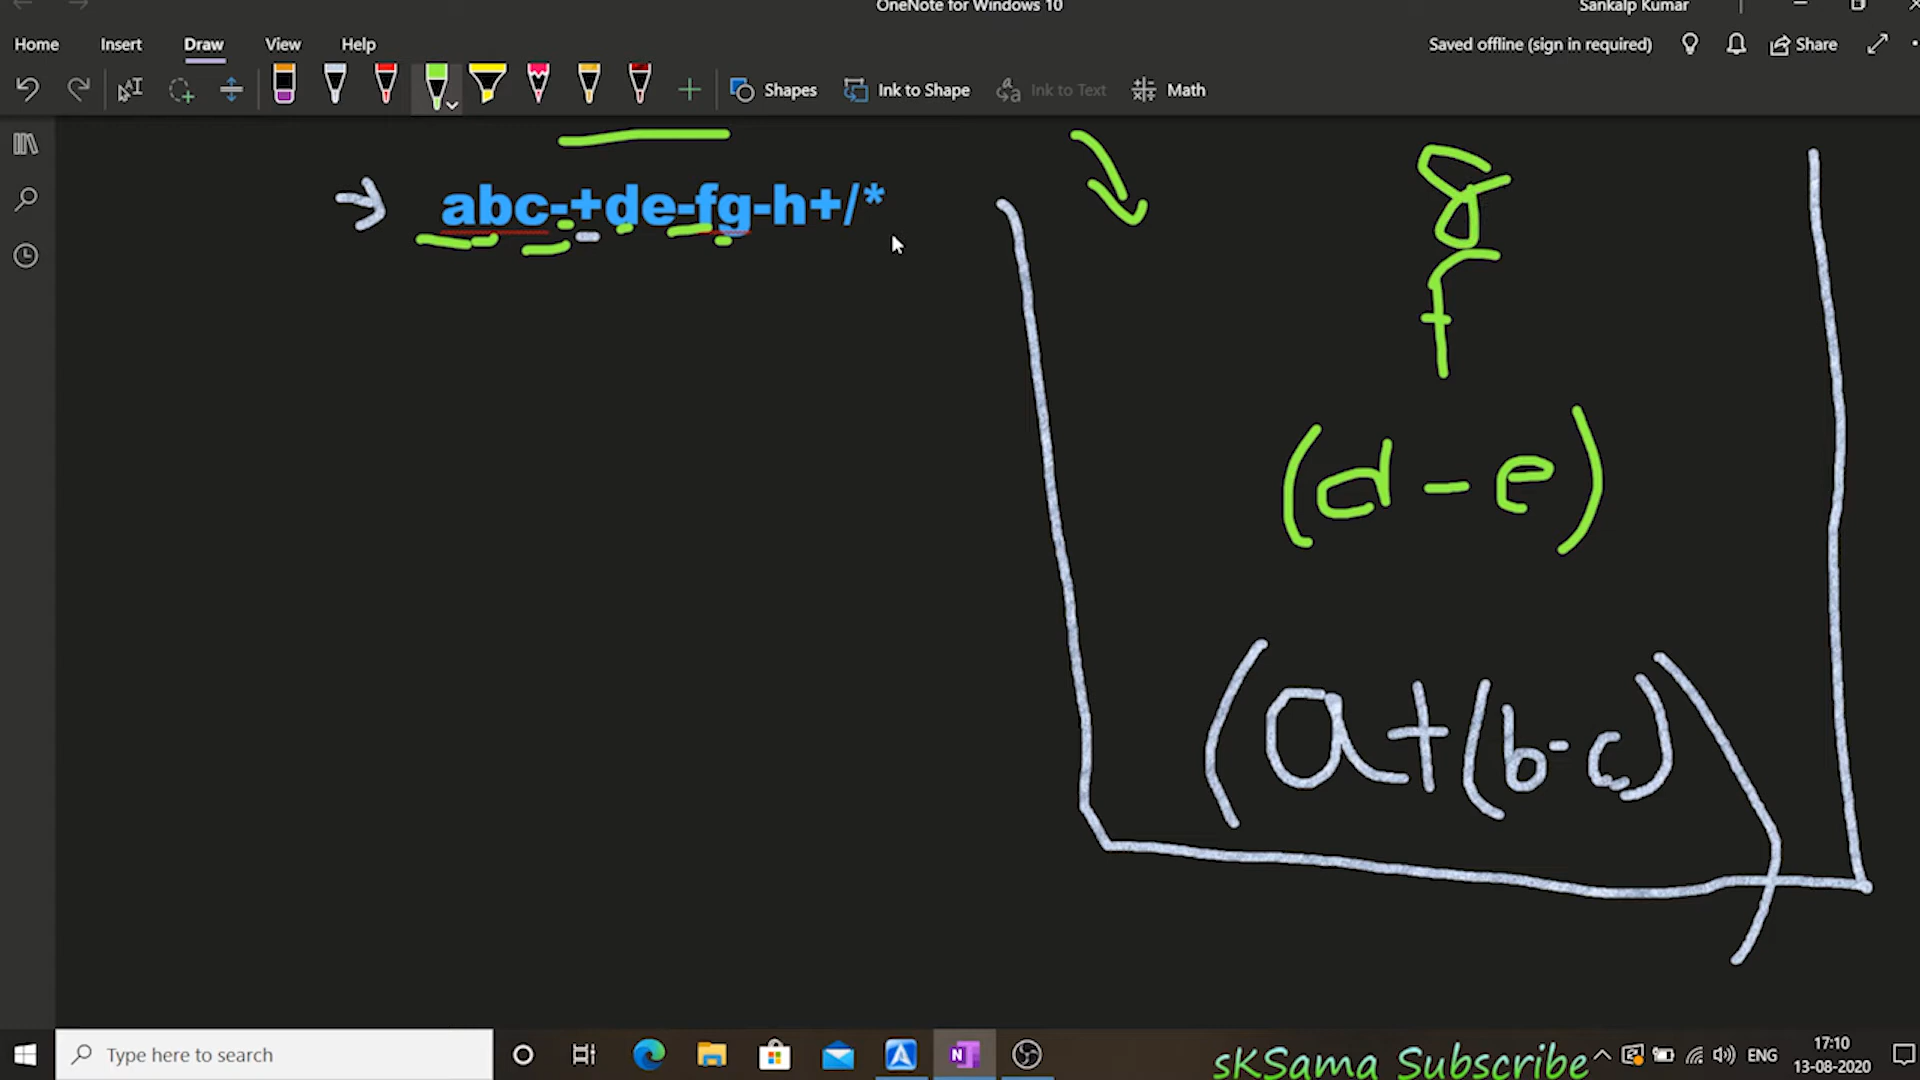 OneNote for Windows 10
Sankalp Kumar
Home Insert Draw View Help
Saved offline (sign in required)
Share
Shapes
Ink to Shape
Ink to Text
Math
abc-+de-fg-h+/*
g
f
(d-e)
(a+(b-c))
Type here to search
sKSama Subscribe
ENG
17:10
13-08-2020